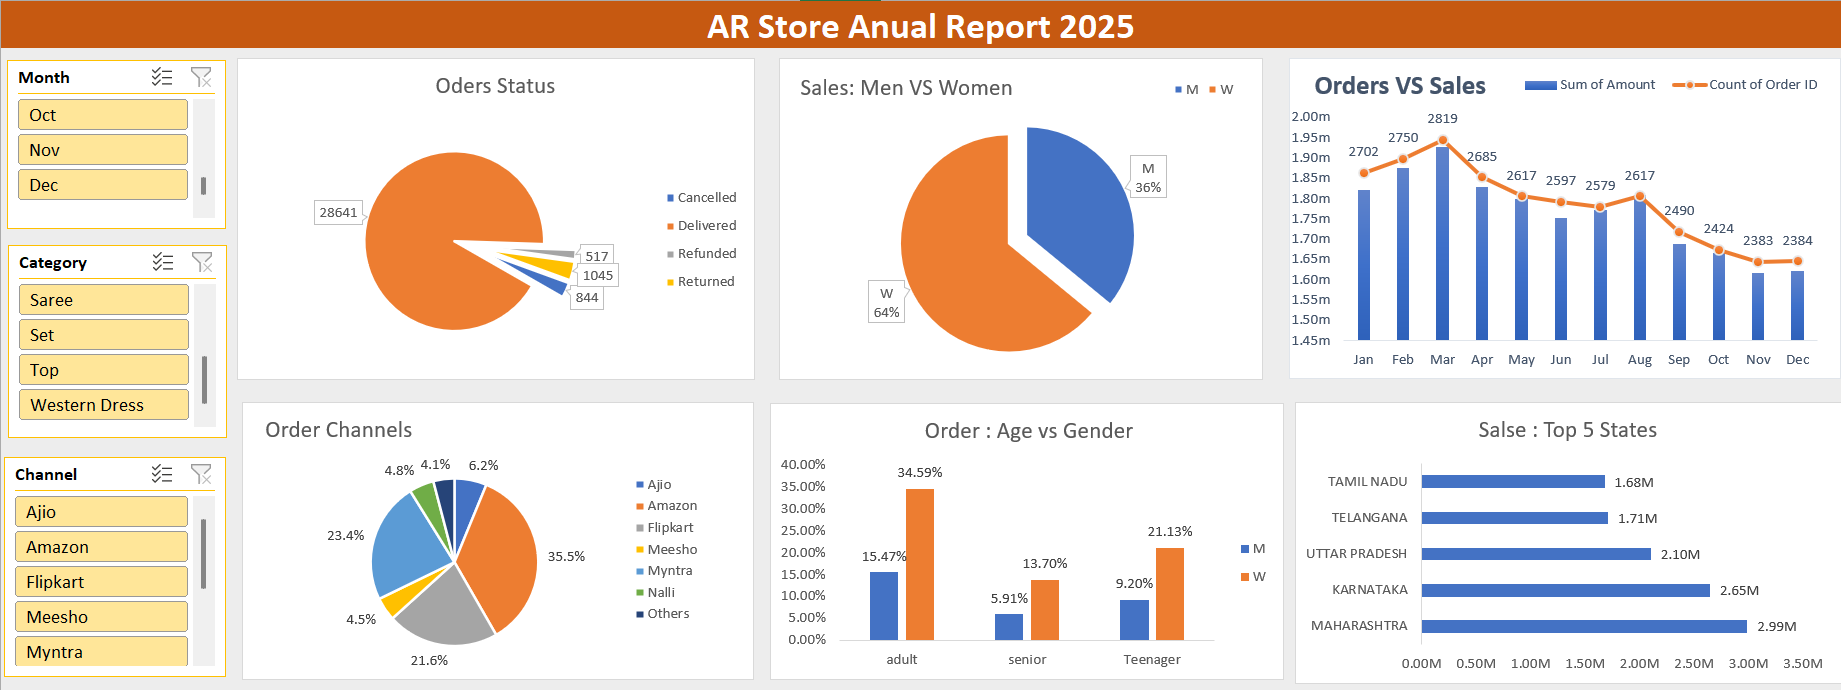 AR Store Anual Report 2025
Month
Oct
Nov
Dec
Category
Saree
Set
Top
Western Dress
Channel
Ajio
Amazon
Flipkart
Meesho
Myntra
Oders Status
28641
517
1045
844
Cancelled
Delivered
Refunded
Returned
Sales: Men VS Women
M W
M
36%
W
64%
Orders VS Sales
Sum of Amount Count of Order ID
2.00m
1.95m
1.90m
1.85m
1.80m
1.75m
1.70m
1.65m
1.60m
1.55m
1.50m
1.45m
2702 2750 2819 2685 2617 2597 2579 2617 2490 2424 2383 2384
Jan Feb Mar Apr May Jun Jul Aug Sep Oct Nov Dec
Order Channels
4.8% 4.1% 6.2%
23.4%
35.5%
4.5%
21.6%
Ajio
Amazon
Flipkart
Meesho
Myntra
Nalli
Others
Order : Age vs Gender
40.00%
35.00%
30.00%
25.00%
20.00%
15.00%
10.00%
5.00%
0.00%
15.47% 34.59% 5.91% 13.70% 9.20% 21.13%
adult senior Teenager
M
W
Salse : Top 5 States
TAMIL NADU 1.68M
TELANGANA 1.71M
UTTAR PRADESH 2.10M
KARNATAKA 2.65M
MAHARASHTRA 2.99M
0.00M 0.50M 1.00M 1.50M 2.00M 2.50M 3.00M 3.50M